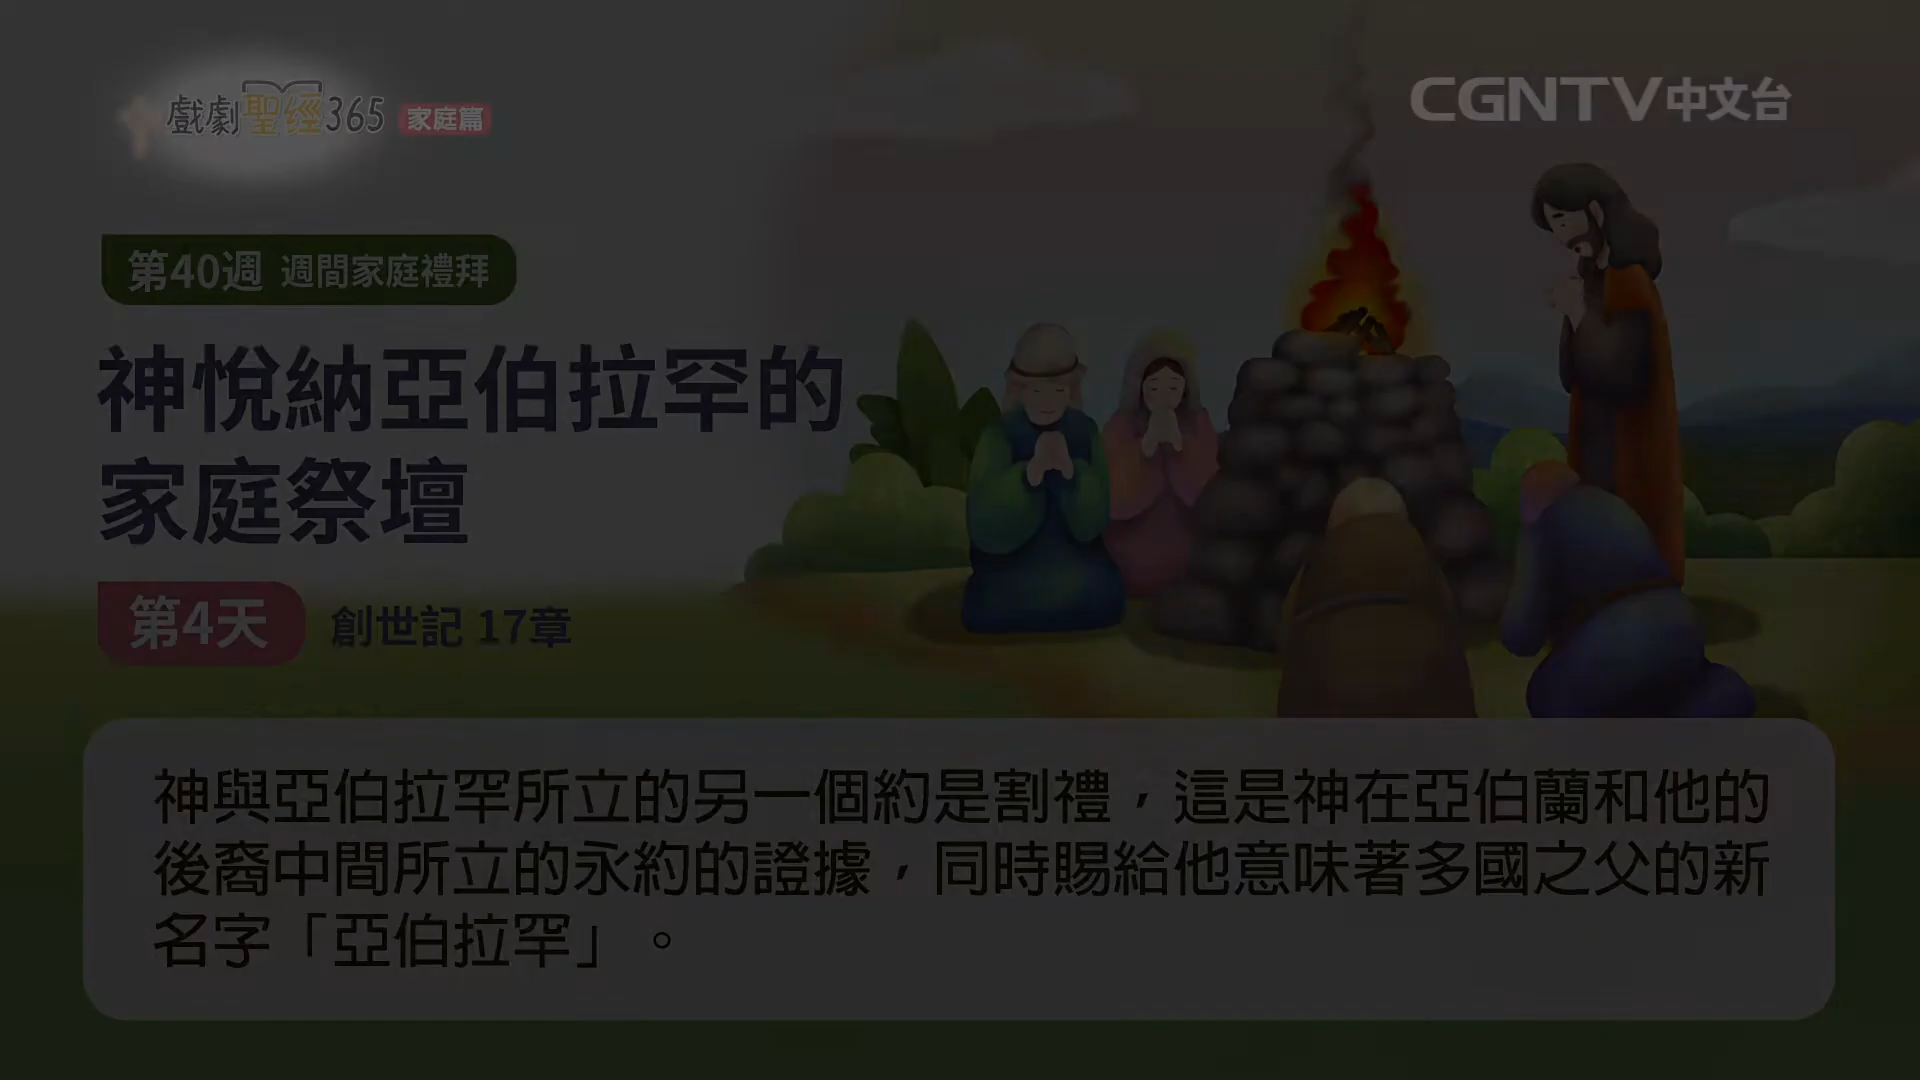 戲劇聖經365 家庭篇
CGNTV中文台
第40週 週間家庭禮拜
神悅納亞伯拉罕的
家庭祭壇
第4天 創世記 17章
神與亞伯拉罕所立的另一個約是割禮，這是神在亞伯蘭和他的
後裔中間所立的永約的證據，同時賜給他意味著多國之父的新
名字「亞伯拉罕」。